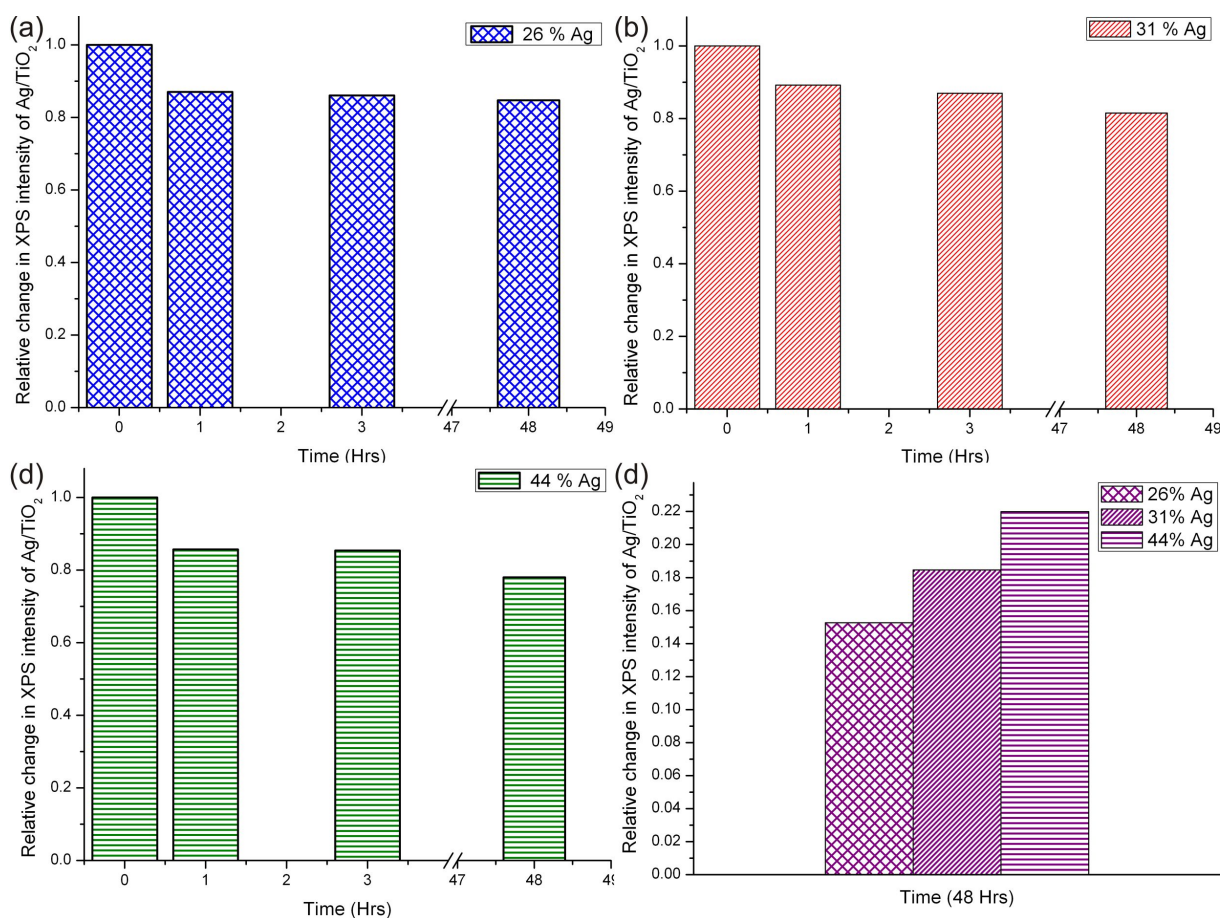 (a)
26 % Ag
Relative change in XPS intensity of Ag/TiO₂
1.0
0.8
0.6
0.4
0.2
0.0
0 1 2 3 47 48 49
Time (Hrs)
(b)
31 % Ag
Relative change in XPS intensity of Ag/TiO₂
1.0
0.8
0.6
0.4
0.2
0.0
0 1 2 3 47 48 49
Time (Hrs)
(d)
44 % Ag
Relative change in XPS intensity of Ag/TiO₂
1.0
0.8
0.6
0.4
0.2
0.0
0 1 2 3 47 48 49
Time (Hrs)
(d)
26% Ag
31% Ag
44% Ag
Relative change in XPS intensity of Ag/TiO₂
0.22
0.20
0.18
0.16
0.14
0.12
0.10
0.08
0.06
0.04
0.02
0.00
Time (48 Hrs)